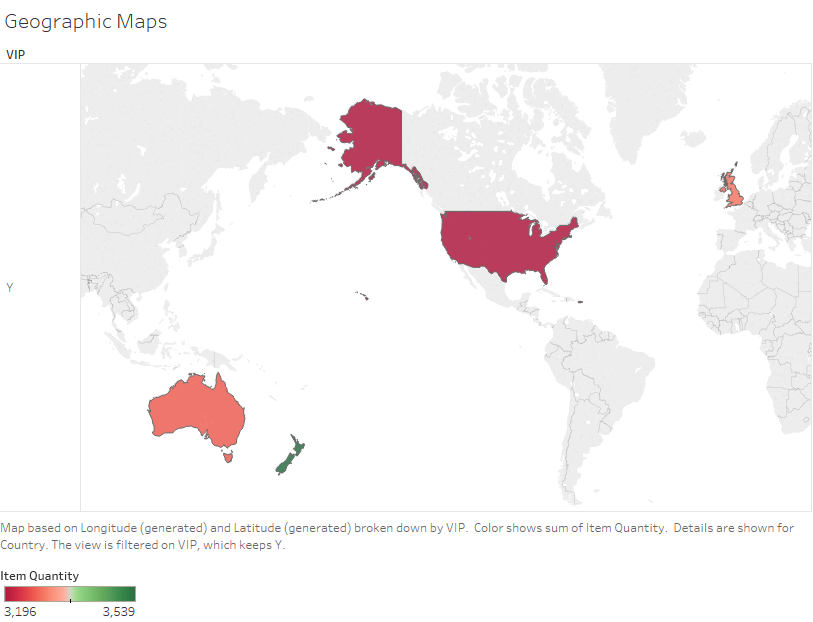 Geographic Maps
VIP
Y
Map based on Longitude (generated) and Latitude (generated) broken down by VIP.  Color shows sum of Item Quantity.  Details are shown for
Country. The view is filtered on VIP, which keeps Y.
Item Quantity
3,196 3,539